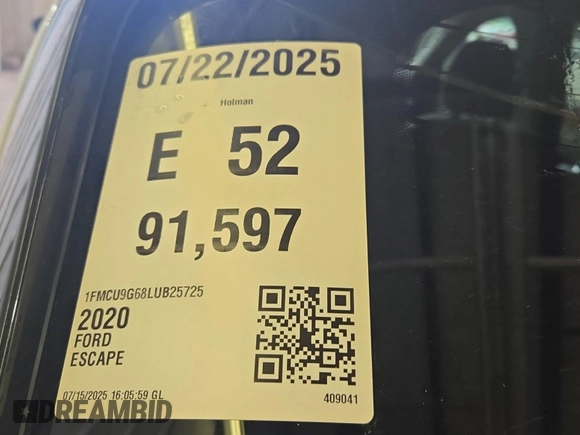 07/22/2025
Holman
E 52
91,597
1FMCU9G68LUB25725
2020
FORD
ESCAPE
07/15/2025 16:05:59 GL
409041
DREAMBID